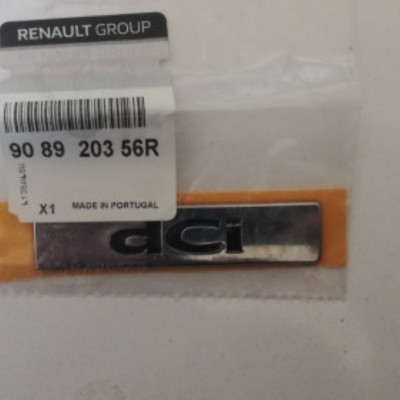 RENAULT GROUP
90 89 203 56R
X1 MADE IN PORTUGAL
dCi